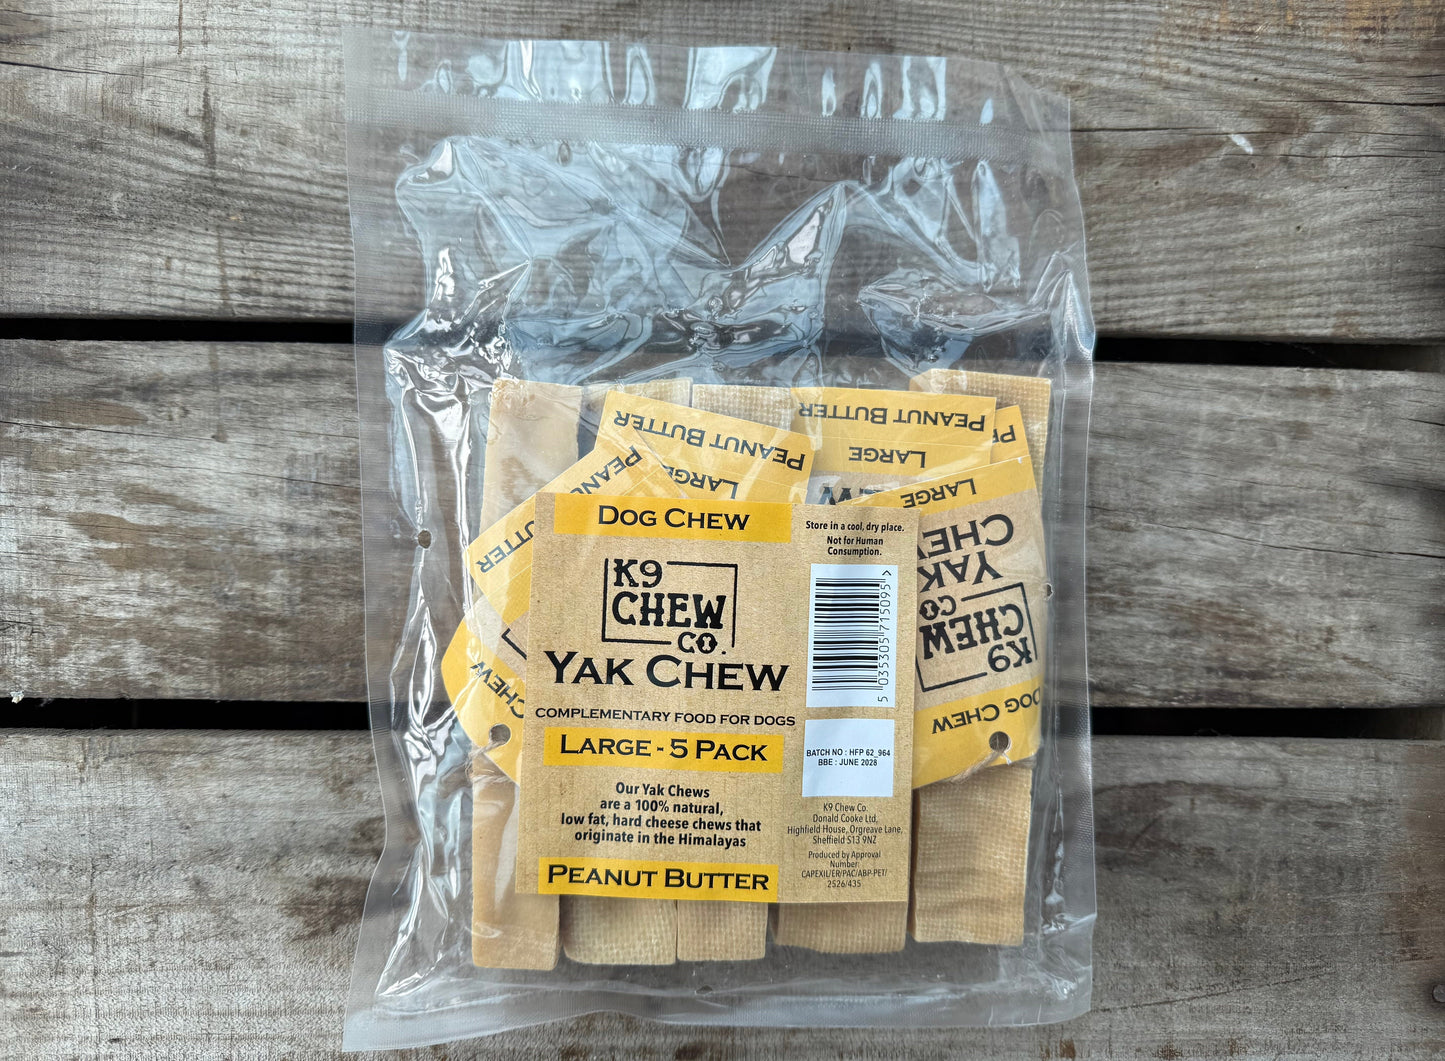 PEANUT BUTTER
LARGE
PEANUT BUTTER
LARGE
LARGE
YAK
CHEW
K9
CHEW
CO
DOG CHEW
CHEW
DOG CHEW
K9
CHEW
CO.
YAK CHEW
COMPLEMENTARY FOOD FOR DOGS
LARGE - 5 PACK
Our Yak Chews
are a 100% natural,
low fat, hard cheese chews that
originate in the Himalayas
PEANUT BUTTER
Store in a cool, dry place.
Not for Human
Consumption.
5 035305 715095 >
BATCH NO : HFP 62_964
BBE : JUNE 2028
K9 Chew Co.
Donald Cooke Ltd,
Highfield House, Orgreave Lane,
Sheffield S13 9NZ
Produced by Approval
Number:
CAPEXIL/ER/PAC/ABP-PET/
2526/435